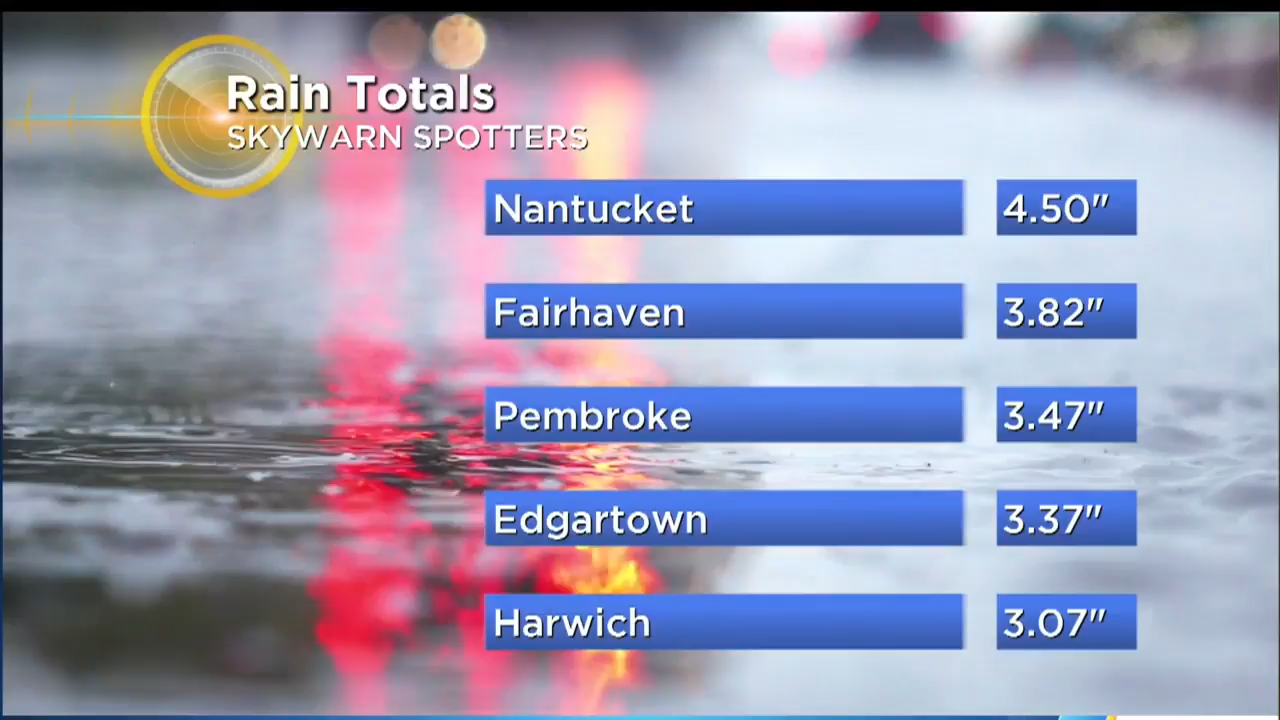 Rain Totals
SKYWARN SPOTTERS
Nantucket 4.50"
Fairhaven 3.82"
Pembroke 3.47"
Edgartown 3.37"
Harwich 3.07"